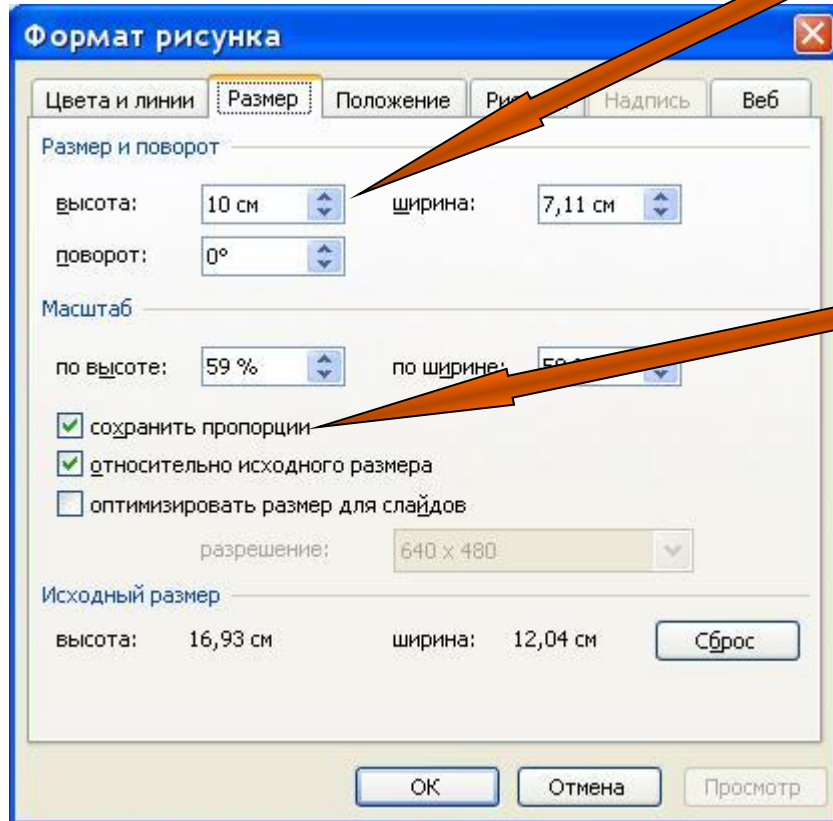 Формат рисунка
Цвета и линии Размер Положение Надпись Веб
Размер и поворот
высота: 10 см ширина: 7,11 см
поворот: 0°
Масштаб
по высоте: 59 % по ширине:
сохранить пропорции
относительно исходного размера
оптимизировать размер для слайдов
разрешение: 640 x 480
Исходный размер
высота: 16,93 см ширина: 12,04 см Сброс
ОК Отмена Просмотр